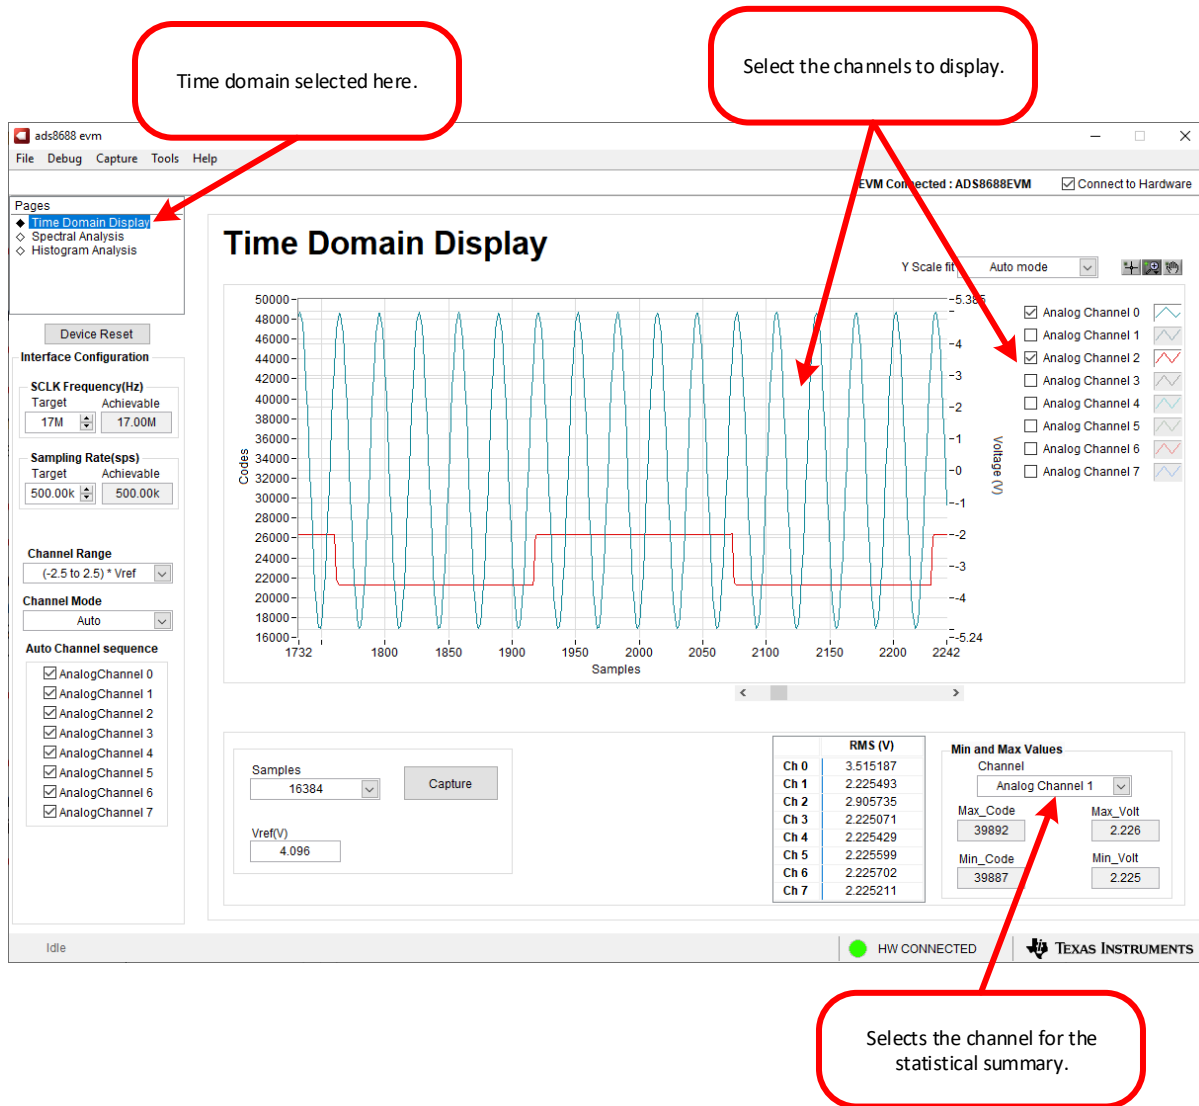 Time domain selected here.
Select the channels to display.
ads8688 evm
File Debug Capture Tools Help
EVM Connected : ADS8688EVM
Connect to Hardware
Pages
Time Domain Display
Spectral Analysis
Histogram Analysis
Device Reset
Interface Configuration
SCLK Frequency(Hz)
Target Achievable
17M 17.00M
Sampling Rate(sps)
Target Achievable
500.00k 500.00k
Channel Range
(-2.5 to 2.5) * Vref
Channel Mode
Auto
Auto Channel sequence
AnalogChannel 0
AnalogChannel 1
AnalogChannel 2
AnalogChannel 3
AnalogChannel 4
AnalogChannel 5
AnalogChannel 6
AnalogChannel 7
Time Domain Display
Y Scale fit Auto mode
50000
48000
46000
44000
42000
40000
38000
36000
34000
32000
30000
28000
26000
24000
22000
20000
18000
16000
Codes
1732 1800 1850 1900 1950 2000 2050 2100 2150 2200 2242
Samples
5.385
4
3
2
1
0
-1
-2
-3
-4
-5.24
Voltage (V)
Analog Channel 0
Analog Channel 1
Analog Channel 2
Analog Channel 3
Analog Channel 4
Analog Channel 5
Analog Channel 6
Analog Channel 7
Samples
16384
Capture
Vref(V)
4.096
RMS (V)
Ch 0 3.515187
Ch 1 2.225493
Ch 2 2.905735
Ch 3 2.225071
Ch 4 2.225429
Ch 5 2.225599
Ch 6 2.225702
Ch 7 2.225211
Min and Max Values
Channel
Analog Channel 1
Max_Code Max_Volt
39892 2.226
Min_Code Min_Volt
39887 2.225
Idle
HW CONNECTED
TEXAS INSTRUMENTS
Selects the channel for the
statistical summary.